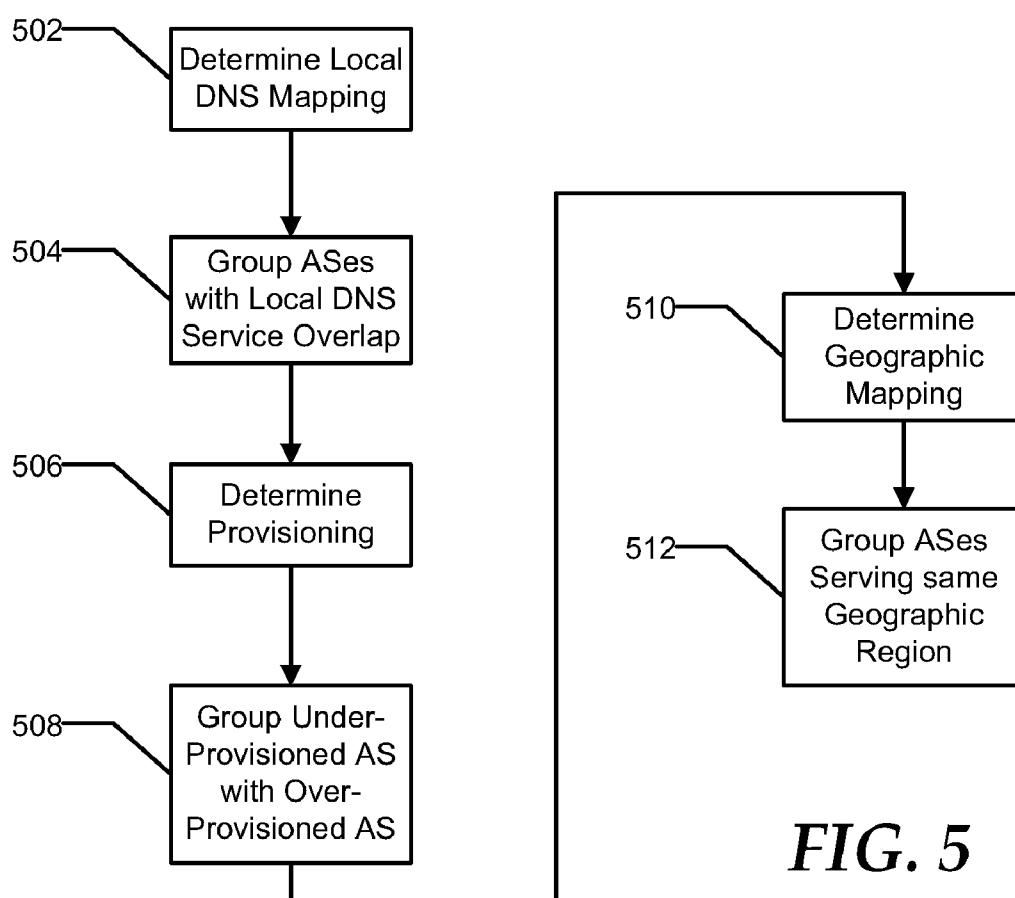 502
Determine Local
DNS Mapping
504
Group ASes
with Local DNS
Service Overlap
506
Determine
Provisioning
508
Group Under-
Provisioned AS
with Over-
Provisioned AS
510
Determine
Geographic
Mapping
512
Group ASes
Serving same
Geographic
Region
FIG. 5